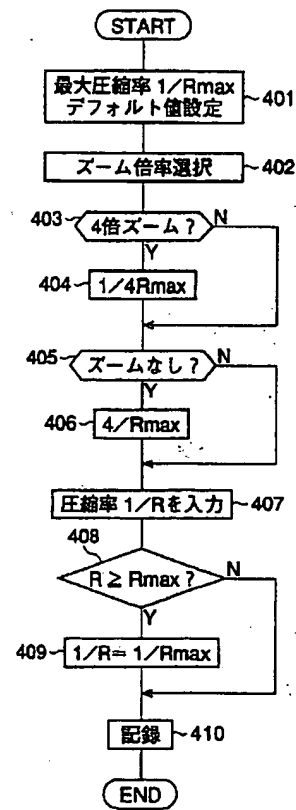 START
最大圧縮率 1/Rmax
デフォルト値設定
401
ズーム倍率選択
402
403
4倍ズーム?
N
Y
404
1/4Rmax
405
ズームなし?
N
Y
406
4/Rmax
圧縮率 1/Rを入力
407
408
R ≧ Rmax ?
N
Y
409
1/R= 1/Rmax
記録
410
END